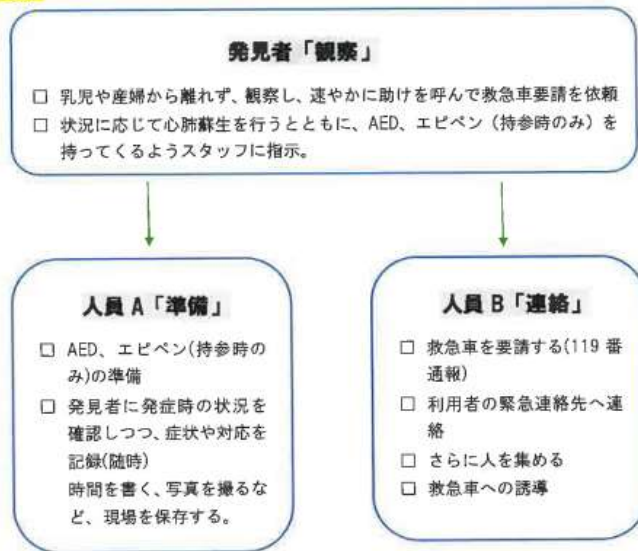 発見者「観察」
□ 乳児や産婦から離れず、観察し、速やかに助けを呼んで救急車要請を依頼
□ 状況に応じて心肺蘇生を行うとともに、AED、エピペン（持参時のみ）を
持ってくるようスタッフに指示。
人員 A「準備」
□ AED、エピペン(持参時の
み)の準備
□ 発見者に発症時の状況を
確認しつつ、症状や対応を
記録(随時)
時間を書く、写真を撮るな
ど、現場を保存する。
人員 B「連絡」
□ 救急車を要請する(119 番
通報)
□ 利用者の緊急連絡先へ連
絡
□ さらに人を集める
□ 救急車への誘導